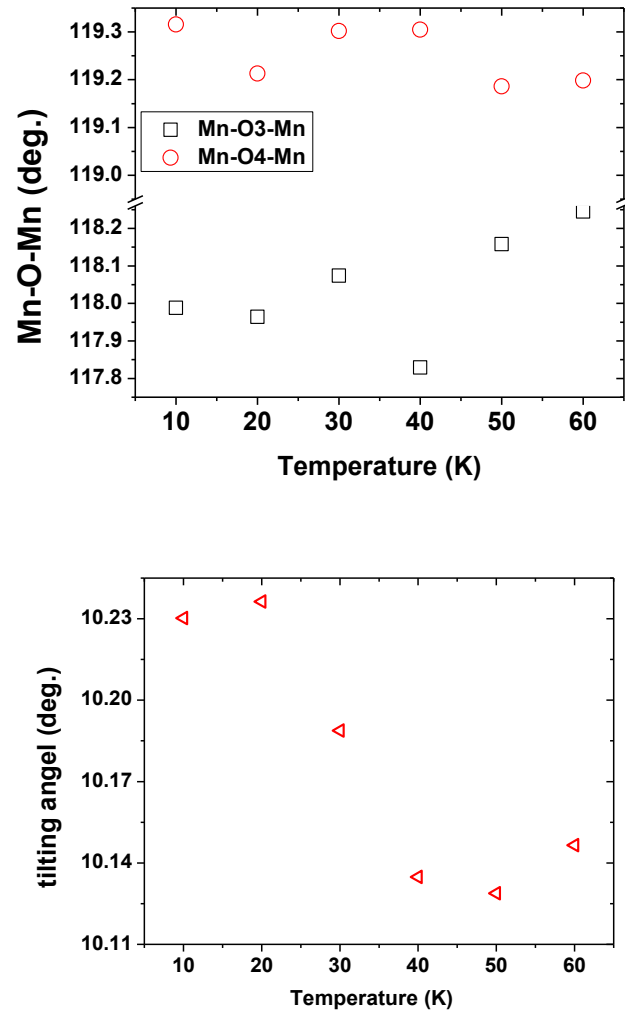 119.3
119.2
119.1
119.0
118.2
118.1
118.0
117.9
117.8
Mn-O-Mn (deg.)
Mn-O3-Mn
Mn-O4-Mn
10 20 30 40 50 60
Temperature (K)
10.23
10.20
10.17
10.14
10.11
tilting angel (deg.)
10 20 30 40 50 60
Temperature (K)